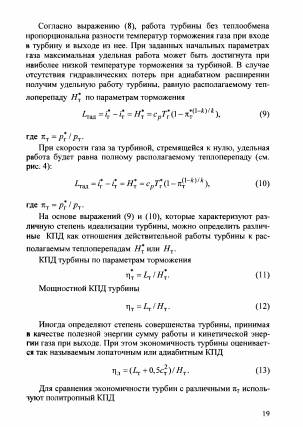 Согласно выражению (8), работа турбины без теплообмена
пропорциональна разности температур торможения газа при входе
в турбину и выходе из нее. При заданных начальных параметрах
газа максимальная удельная работа может быть достигнута при
наиболее низкой температуре торможения за турбиной. В случае
отсутствия гидравлических потерь при адиабатном расширении
получим удельную работу турбины, равную располагаемому теп-
лоперепаду H*т по параметрам торможения
Lтад = i*г − i*т = H*т = cpT*г(1 − π*т^(1−k)/k), (9)
где π*т = p*т / p*г.
При скорости газа за турбиной, стремящейся к нулю, удельная
работа будет равна полному располагаемому теплоперепаду (см.
рис. 4):
Lтад = i*г − iт = Hт = cpT*г(1 − πт^(1−k)/k), (10)
где πт = p*г / pт.
На основе выражений (9) и (10), которые характеризуют раз-
личную степень идеализации турбины, можно определить различ-
ные КПД как отношения действительной работы турбины к рас-
полагаемым теплоперепадам H*т или Hт.
КПД турбины по параметрам торможения
η*т = Lт / H*т. (11)
Мощностной КПД турбины
ηт = Lт / Hт. (12)
Иногда определяют степень совершенства турбины, принимая
в качестве полезной энергии сумму работы и кинетической энер-
гии газа при выходе. При этом экономичность турбины оценивает-
ся так называемым лопаточным или адиабатным КПД
ηл = (Lт + 0,5c²т) / Hт. (13)
Для сравнения экономичности турбин с различными πт исполь-
зуют политропный КПД
19